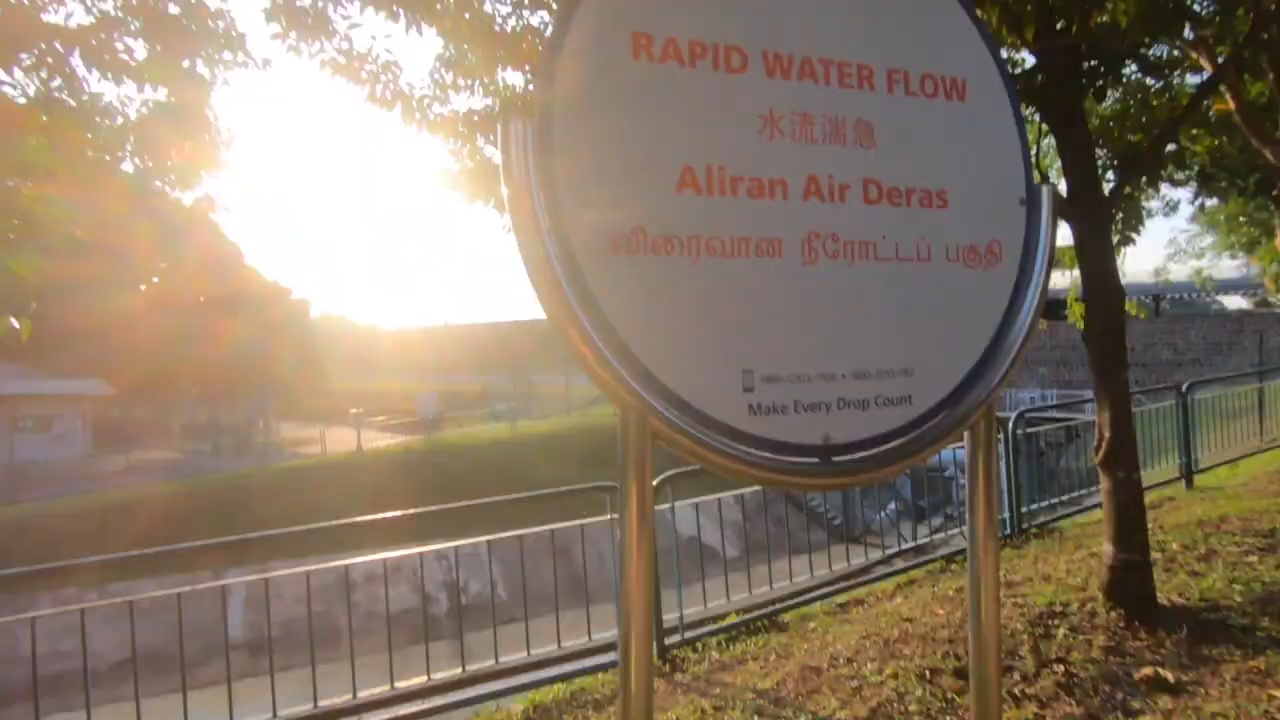 RAPID WATER FLOW
水流湍急
Aliran Air Deras
விரைவான நீரோட்டப் பகுதி
Make Every Drop Count